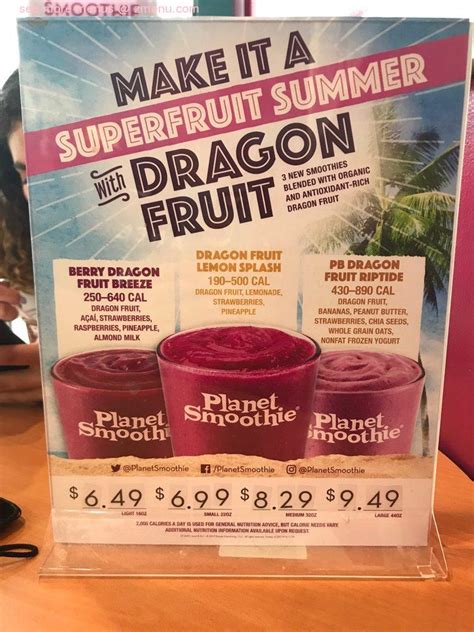 SMOOTHIE
MAKE IT A
SUPERFRUIT SUMMER
With DRAGON
FRUIT
3 NEW SMOOTHIES
BLENDED WITH ORGANIC
AND ANTIOXIDANT-RICH
DRAGON FRUIT
BERRY DRAGON
FRUIT BREEZE
250–640 CAL
DRAGON FRUIT,
AÇAÍ, STRAWBERRIES,
RASPBERRIES, PINEAPPLE,
ALMOND MILK
DRAGON FRUIT
LEMON SPLASH
190–500 CAL
DRAGON FRUIT, LEMONADE,
STRAWBERRIES,
PINEAPPLE
PB DRAGON
FRUIT RIPTIDE
430–890 CAL
DRAGON FRUIT,
BANANAS, PEANUT BUTTER,
STRAWBERRIES, CHIA SEEDS,
WHOLE GRAIN OATS,
NONFAT FROZEN YOGURT
Planet
Smoothi
Planet
Smoothie
Planet
moothie
@PlanetSmoothie /PlanetSmoothie @PlanetSmoothie
$6.49 $6.99 $8.29 $9.49
LIGHT 16OZ SMALL 22OZ MEDIUM 32OZ LARGE 44OZ
2,000 CALORIES A DAY IS USED FOR GENERAL NUTRITION ADVICE, BUT CALORIE NEEDS VARY.
ADDITIONAL NUTRITION INFORMATION AVAILABLE UPON REQUEST.